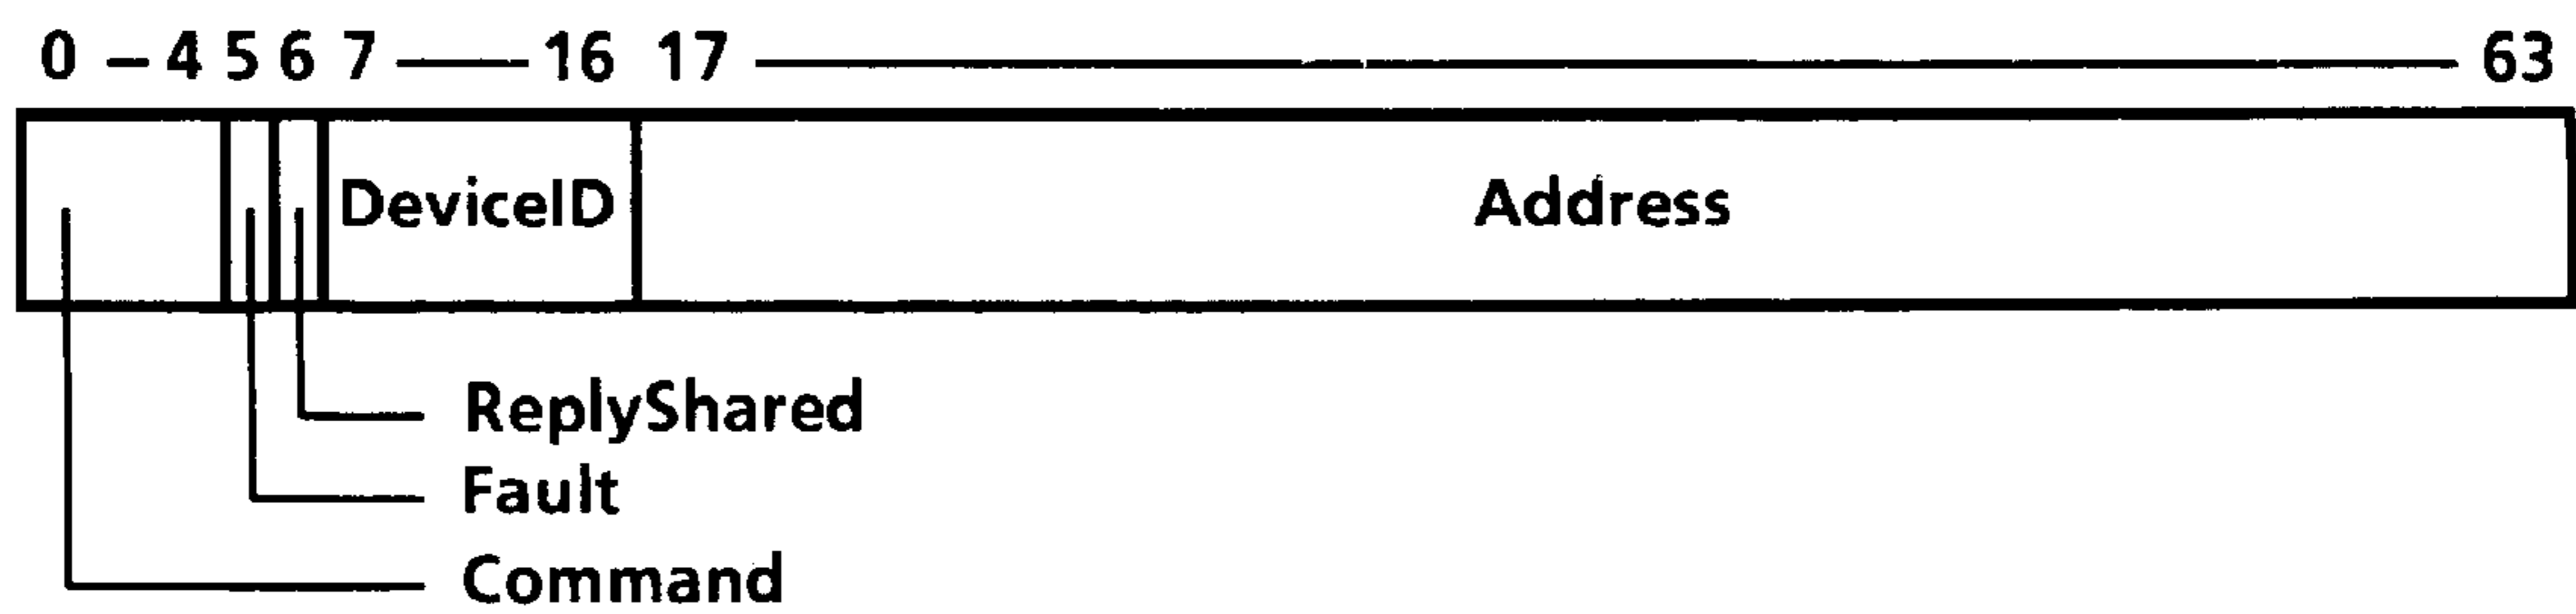 0 – 4 5 6 7 —— 16 17 —— 63
DeviceID Address
ReplyShared
Fault
Command